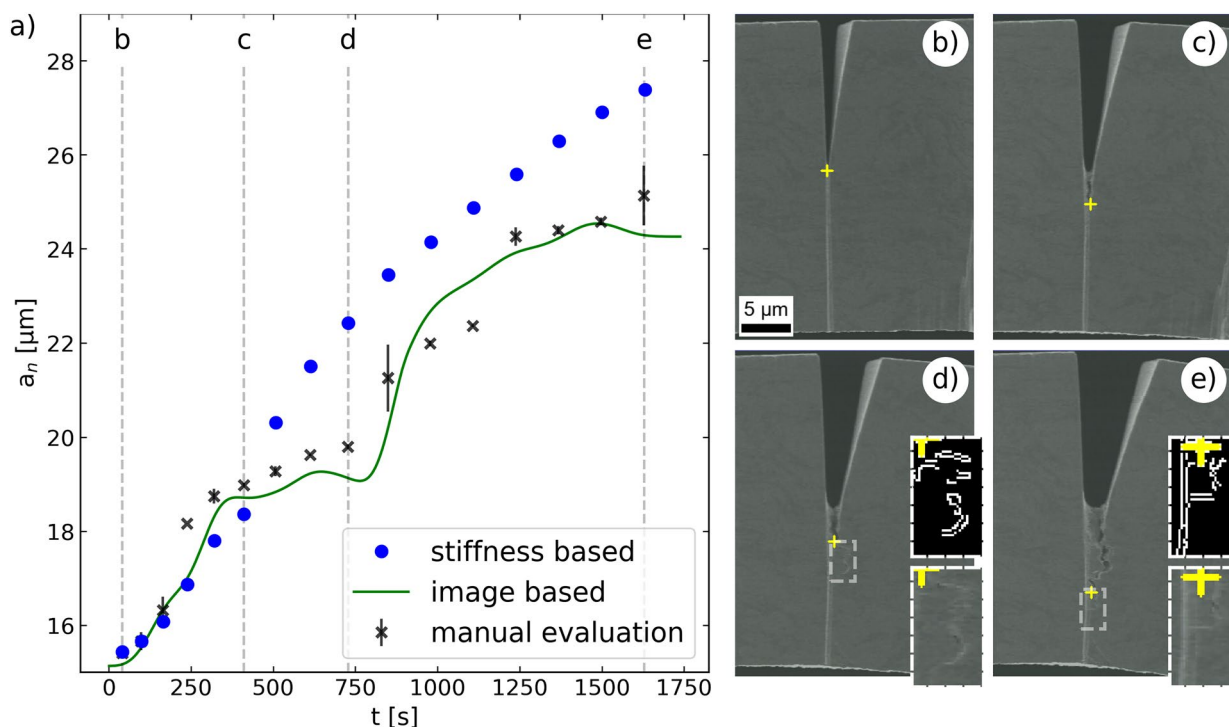 a)
b c d e
28
26
24
22
20
18
16
aₙ [μm]
0 250 500 750 1000 1250 1500 1750
t [s]
stiffness based
image based
manual evaluation
b)
5 μm
c)
d)
e)